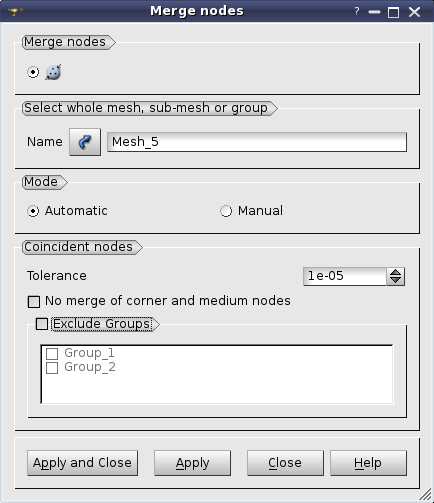 Merge nodes
?
Merge nodes
Select whole mesh, sub-mesh or group
Name Mesh_5
Mode
Automatic Manual
Coincident nodes
Tolerance 1e-05
No merge of corner and medium nodes
Exclude Groups
Group_1
Group_2
Apply and Close Apply Close Help